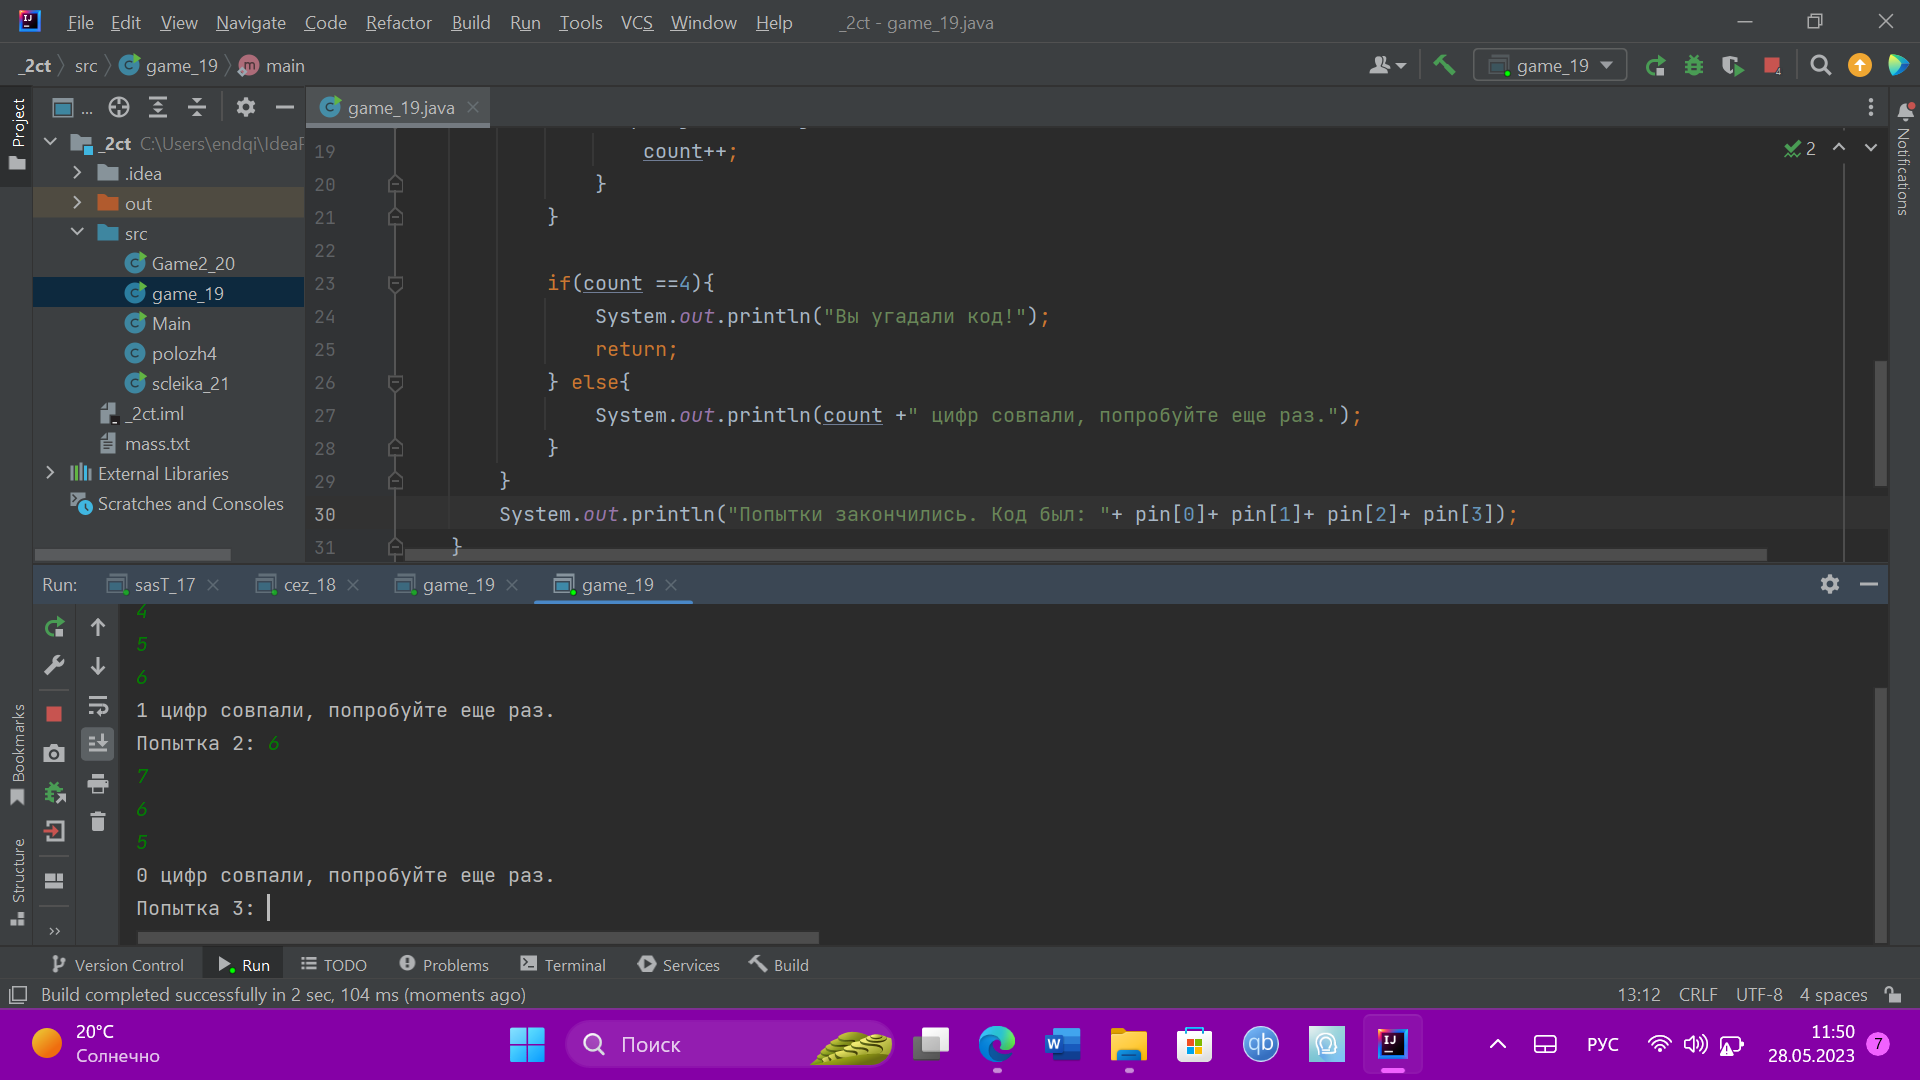 File Edit View Navigate Code Refactor Build Run Tools VCS Window Help _2ct - game_19.java
_2ct src game_19 main
game_19
Project
...
game_19.java
_2ct C:\Users\endqi\IdeaP
.idea
out
src
Game2_20
game_19
Main
polozh4
scleika_21
_2ct.iml
mass.txt
External Libraries
Scratches and Consoles
2
Notifications
19 count++;
20 }
21 }
22
23 if(count ==4){
24 System.out.println("Вы угадали код!");
25 return;
26 } else{
27 System.out.println(count +" цифр совпали, попробуйте еще раз.");
28 }
29 }
30 System.out.println("Попытки закончились. Код был: "+ pin[0]+ pin[1]+ pin[2]+ pin[3]);
31 }
Run: sasT_17 cez_18 game_19 game_19
4
5
6
1 цифр совпали, попробуйте еще раз.
Попытка 2: 6
7
6
5
0 цифр совпали, попробуйте еще раз.
Попытка 3:
Bookmarks
Structure
Version Control Run TODO Problems Terminal Services Build
Build completed successfully in 2 sec, 104 ms (moments ago)
13:12 CRLF UTF-8 4 spaces
20°C
Солнечно
Поиск
РУС
11:50
28.05.2023
7